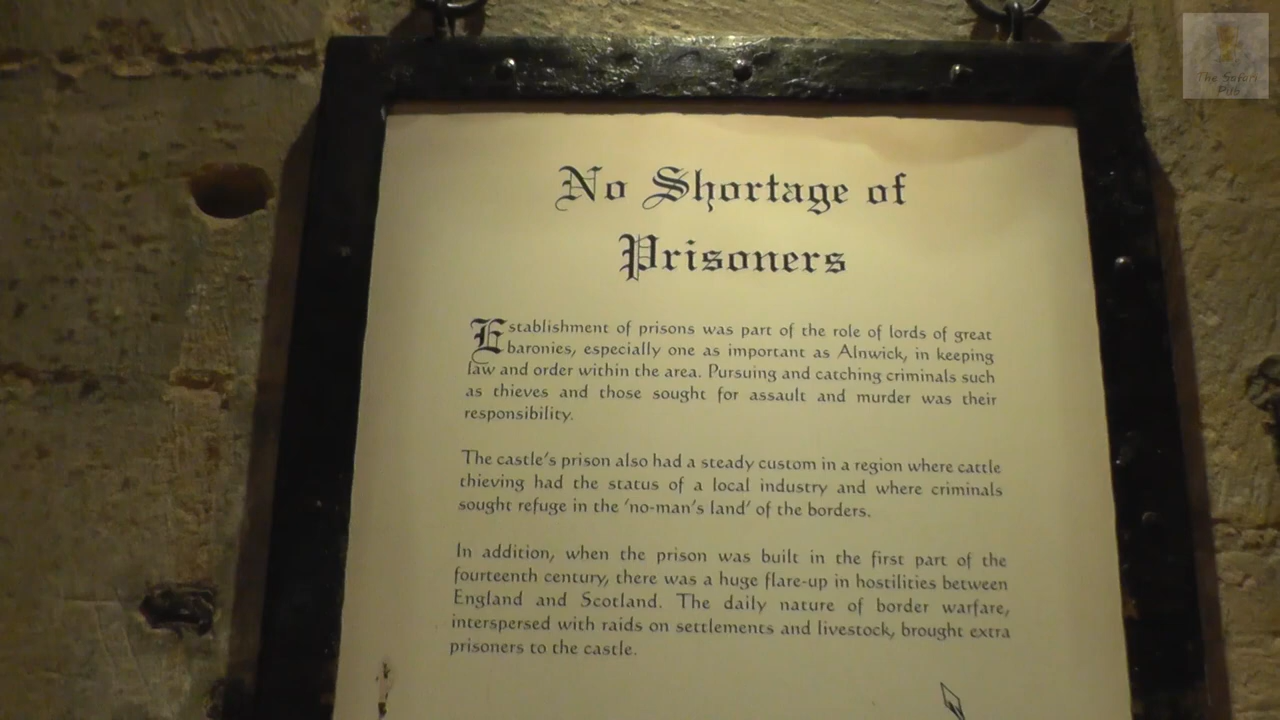 The Safari
Pub
No Shortage of
Prisoners
Establishment of prisons was part of the role of lords of great
baronies, especially one as important as Alnwick, in keeping
law and order within the area. Pursuing and catching criminals such
as thieves and those sought for assault and murder was their
responsibility.
The castle's prison also had a steady custom in a region where cattle
thieving had the status of a local industry and where criminals
sought refuge in the 'no-man's land' of the borders.
In addition, when the prison was built in the first part of the
fourteenth century, there was a huge flare-up in hostilities between
England and Scotland. The daily nature of border warfare,
interspersed with raids on settlements and livestock, brought extra
prisoners to the castle.